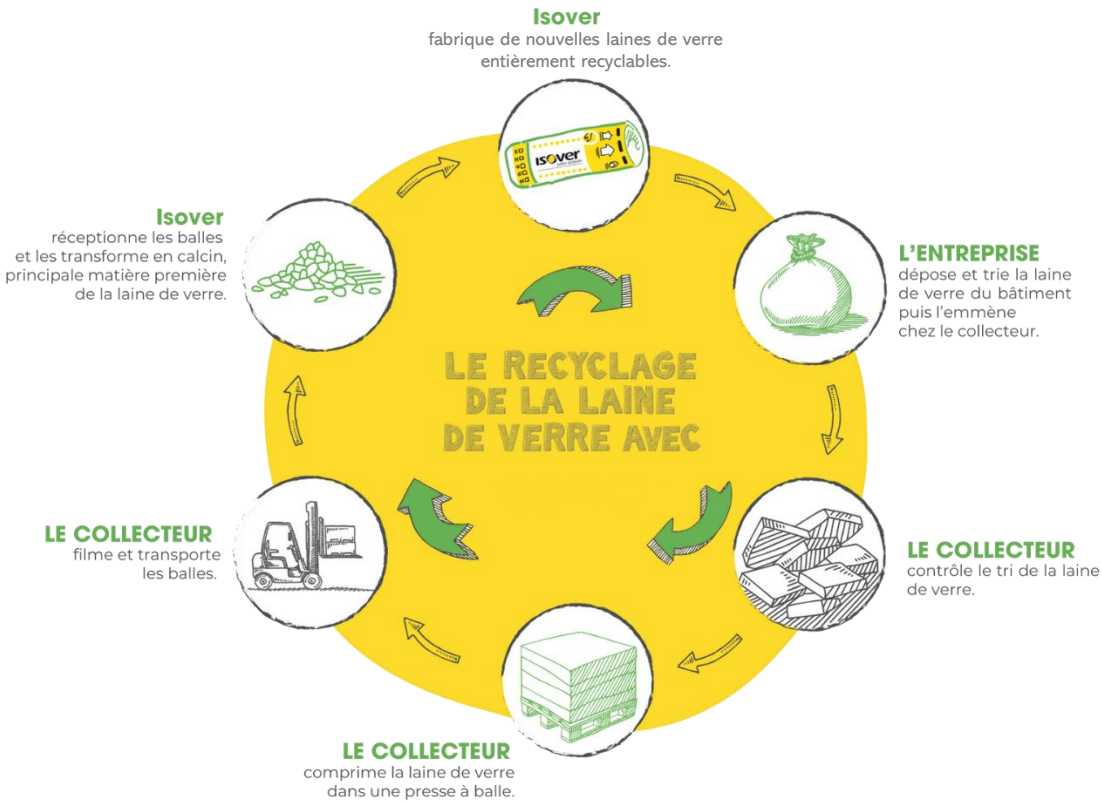 Isover
fabrique de nouvelles laines de verre
entièrement recyclables.
isover
Isover
réceptionne les balles
et les transforme en calcin,
principale matière première
de la laine de verre.
L'ENTREPRISE
dépose et trie la laine
de verre du bâtiment
puis l'emmène
chez le collecteur.
LE RECYCLAGE
DE LA LAINE
DE VERRE AVEC
LE COLLECTEUR
filme et transporte
les balles.
LE COLLECTEUR
contrôle le tri de la laine
de verre.
LE COLLECTEUR
comprime la laine de verre
dans une presse à balle.